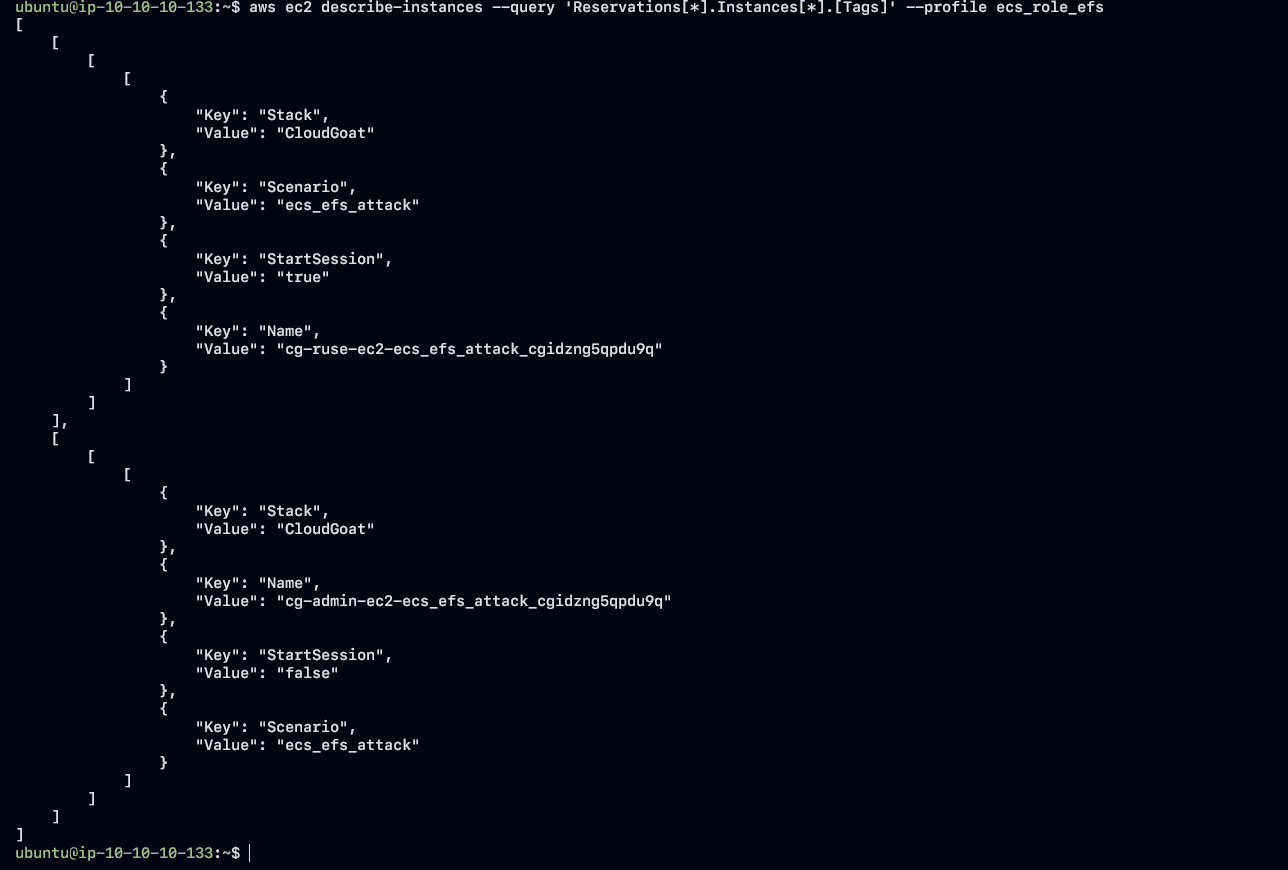 ubuntu@ip-10-10-10-133:~$ aws ec2 describe-instances --query 'Reservations[*].Instances[*].[Tags]' --profile ecs_role_efs
[
    [
        [
            [
                {
                    "Key": "Stack",
                    "Value": "CloudGoat"
                },
                {
                    "Key": "Scenario",
                    "Value": "ecs_efs_attack"
                },
                {
                    "Key": "StartSession",
                    "Value": "true"
                },
                {
                    "Key": "Name",
                    "Value": "cg-ruse-ec2-ecs_efs_attack_cgidzng5qpdu9q"
                }
            ]
        ]
    ],
    [
        [
            [
                {
                    "Key": "Stack",
                    "Value": "CloudGoat"
                },
                {
                    "Key": "Name",
                    "Value": "cg-admin-ec2-ecs_efs_attack_cgidzng5qpdu9q"
                },
                {
                    "Key": "StartSession",
                    "Value": "false"
                },
                {
                    "Key": "Scenario",
                    "Value": "ecs_efs_attack"
                }
            ]
        ]
    ]
]
ubuntu@ip-10-10-10-133:~$